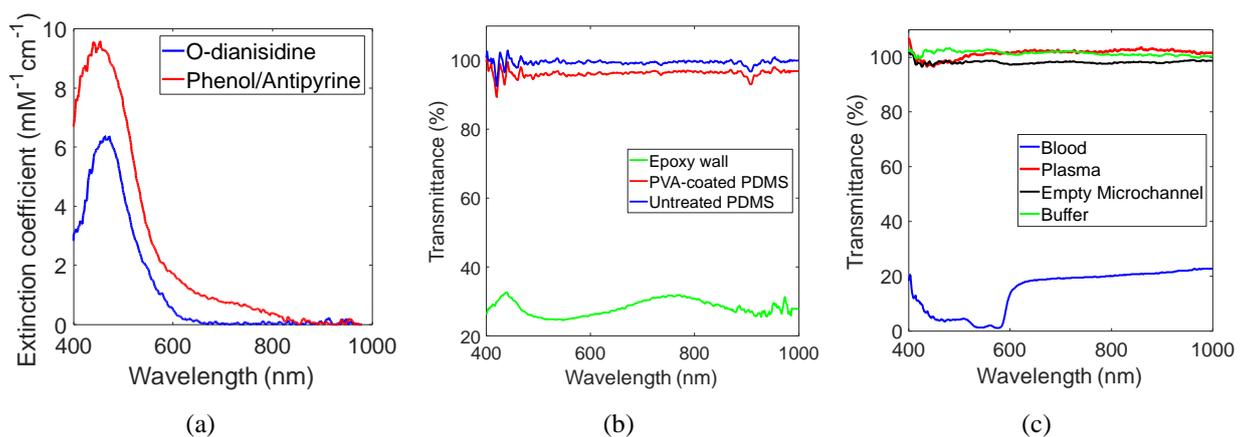 10
8
6
4
2
0
400
600
800
1000
Extinction coefficient (mM⁻¹cm⁻¹)
Wavelength (nm)
O-dianisidine
Phenol/Antipyrine
(a)
100
80
60
40
20
400
600
800
1000
Transmittance (%)
Wavelength (nm)
Epoxy wall
PVA-coated PDMS
Untreated PDMS
(b)
100
80
60
40
20
0
400
600
800
1000
Transmittance (%)
Wavelength (nm)
Blood
Plasma
Empty Microchannel
Buffer
(c)